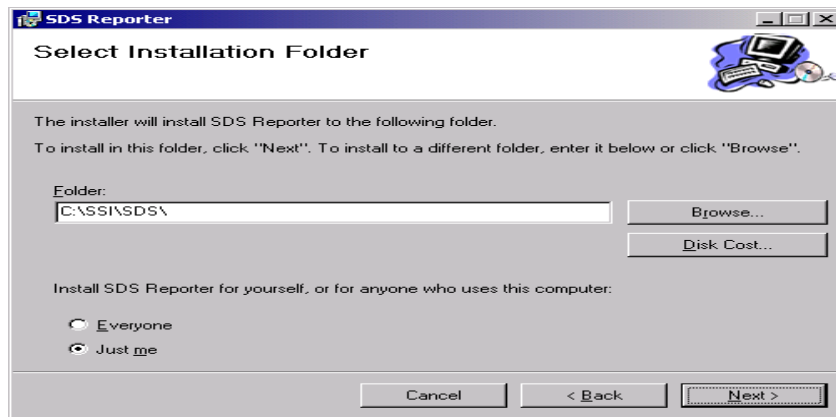 SDS Reporter
Select Installation Folder
The installer will install SDS Reporter to the following folder.
To install in this folder, click "Next". To install to a different folder, enter it below or click "Browse".
Folder:
C:\SSI\SDS\
Browse...
Disk Cost...
Install SDS Reporter for yourself, or for anyone who uses this computer:
Everyone
Just me
Cancel
< Back
Next >